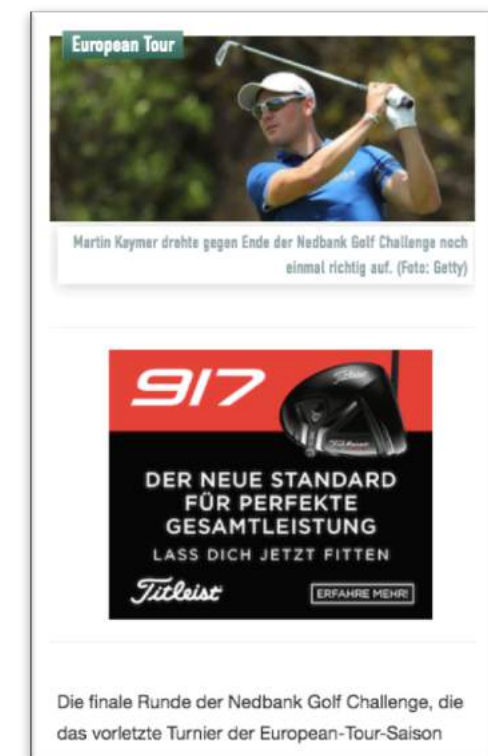 European Tour
Martin Kaymer drehte gegen Ende der Nedbank Golf Challenge noch
einmal richtig auf. (Foto: Getty)
917
Titleist
DER NEUE STANDARD
FÜR PERFEKTE
GESAMTLEISTUNG
LASS DICH JETZT FITTEN
Titleist
ERFAHRE MEHR!
Die finale Runde der Nedbank Golf Challenge, die
das vorletzte Turnier der European-Tour-Saison